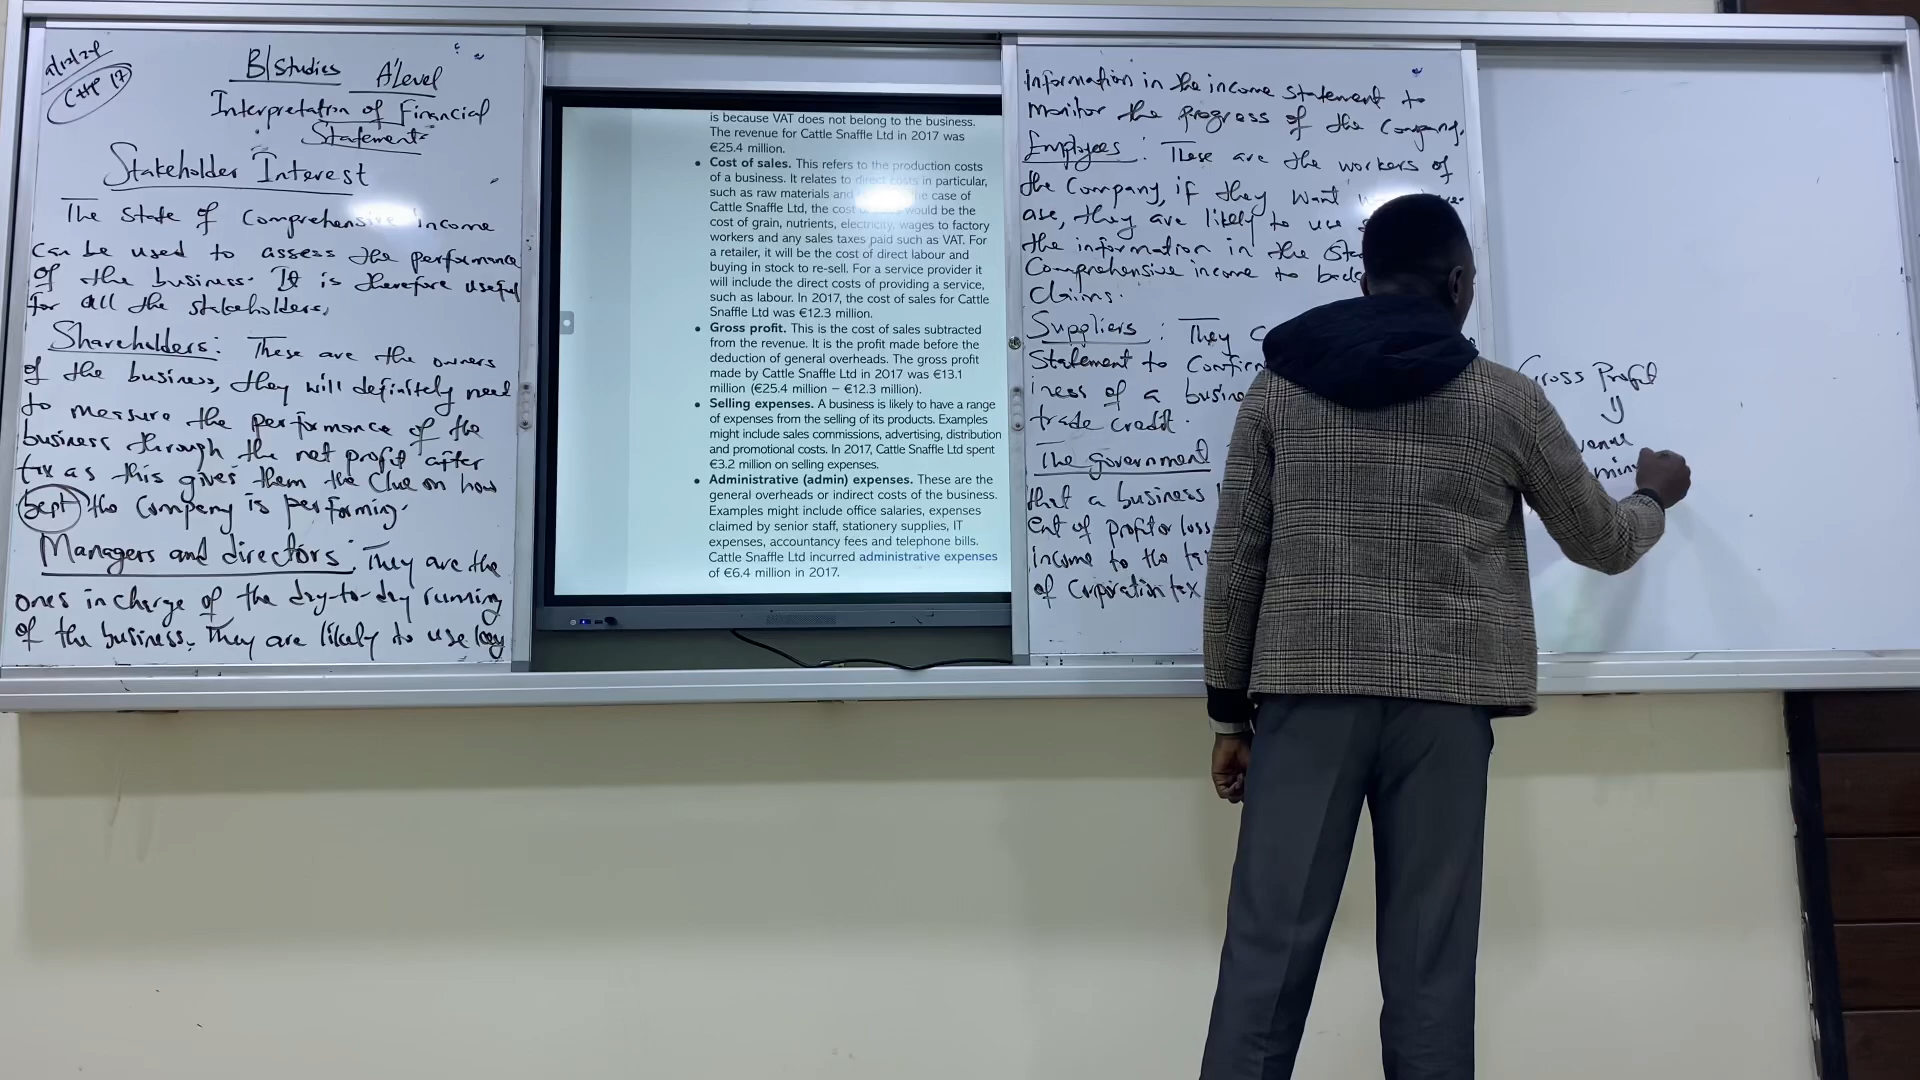 9/12/24
CHP 17
B/Studies A'Level
Interpretation of Financial
Statements
Stakeholder Interest
The State of Comprehensive income
can be used to assess the performance
of the business. It is therefore useful
for all the stakeholders,
Shareholders: These are the owners
of the business, they will definitely need
to measure the performance of the
business through the net profit after
tax as this gives them the clue on how
best the company is performing.
Managers and directors: They are the
ones in charge of the day-to-day running
of the business. They are likely to use key
is because VAT does not belong to the business.
The revenue for Cattle Snaffle Ltd in 2017 was
€25.4 million.
• Cost of sales. This refers to the production costs
of a business. It relates to direct costs in particular,
such as raw materials and case of
Cattle Snaffle Ltd, the cost would be the
cost of grain, nutrients, electricity, wages to factory
workers and any sales taxes paid such as VAT. For
a retailer, it will be the cost of direct labour and
buying in stock to re-sell. For a service provider it
will include the direct costs of providing a service,
such as labour. In 2017, the cost of sales for Cattle
Snaffle Ltd was €12.3 million.
• Gross profit. This is the cost of sales subtracted
from the revenue. It is the profit made before the
deduction of general overheads. The gross profit
made by Cattle Snaffle Ltd in 2017 was €13.1
million (€25.4 million – €12.3 million).
• Selling expenses. A business is likely to have a range
of expenses from the selling of its products. Examples
might include sales commissions, advertising, distribution
and promotional costs. In 2017, Cattle Snaffle Ltd spent
€3.2 million on selling expenses.
• Administrative (admin) expenses. These are the
general overheads or indirect costs of the business.
Examples might include office salaries, expenses
claimed by senior staff, stationery supplies, IT
expenses, accountancy fees and telephone bills.
Cattle Snaffle Ltd incurred administrative expenses
of €6.4 million in 2017.
Information in the income statement to
monitor the progress of the company.
Employees: These are the workers of
the company, if they want
ase, they are likely to use
the information in the
Comprehensive income to back
claims.
Suppliers: They
Statement to confirm
iness of a
trade credit.
The government
that a business
ent of profit or loss
income to the
of corporation tax
Gross Profit